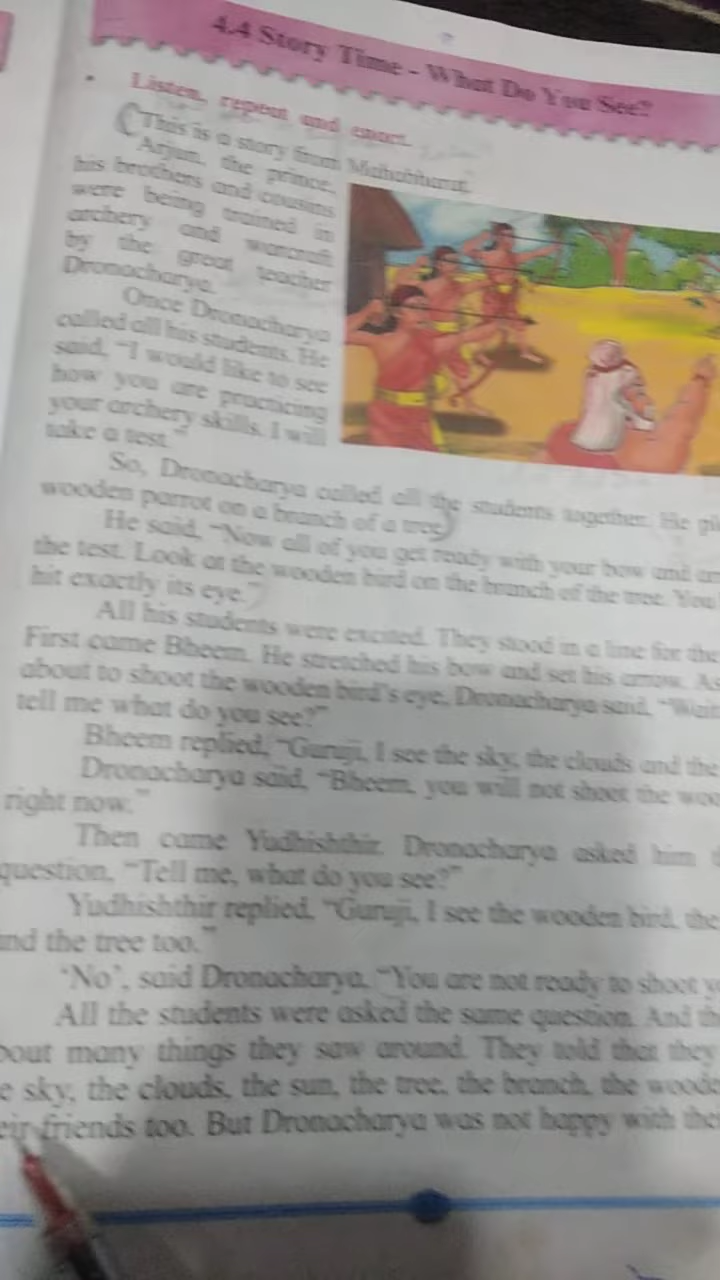 4.4 Story Time - What Do You See?
• Listen, repeat and enact.
This is a story from Mahabharat.
Arjun, the prince,
his brothers and cousins
were being trained in
archery and warcraft
by the great teacher
Dronacharya.
Once Dronacharya
called all his students. He
said, “I would like to see
how you are practicing
your archery skills. I will
take a test.”
So, Dronacharya called all the students together. He pl
wooden parrot on a branch of a tree.
He said, “Now all of you get ready with your bow and ar
the test. Look at the wooden bird on the branch of the tree. You
hit exactly its eye.”
All his students were excited. They stood in a line for the
First came Bheem. He stretched his bow and set his arrow. As
about to shoot the wooden bird's eye, Dronacharya said, “Wait
tell me what do you see?”
Bheem replied, “Guruji, I see the sky, the clouds and the
Dronacharya said, “Bheem, you will not shoot the woo
right now.”
Then came Yudhishthir. Dronacharya asked him t
question, “Tell me, what do you see?”
Yudhishthir replied, “Guruji, I see the wooden bird, the
nd the tree too.”
‘No’, said Dronacharya, “You are not ready to shoot y
All the students were asked the same question. And th
bout many things they saw around. They told that they
e sky, the clouds, the sun, the tree, the branch, the woode
eir friends too. But Dronacharya was not happy with the